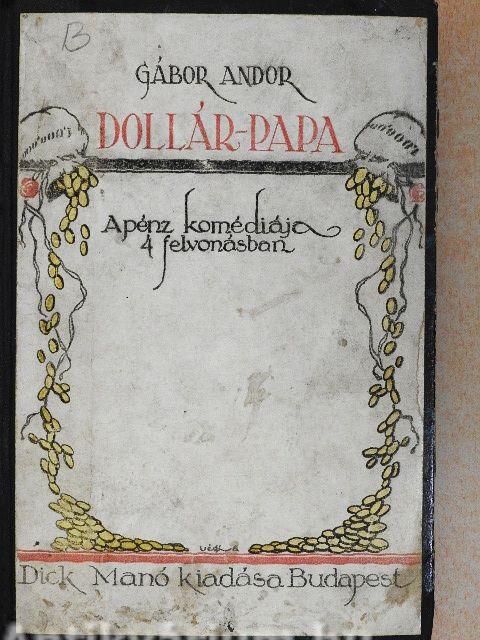 B
GÁBOR ANDOR
DOLLÁR-PAPA
A pénz komédiája
4 felvonásban
Dick Manó kiadása Budapest